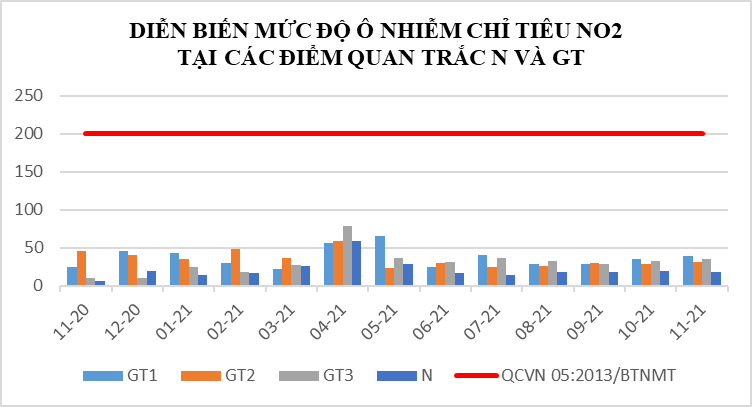 DIỄN BIẾN MỨC ĐỘ Ô NHIỄM CHỈ TIÊU NO2
TẠI CÁC ĐIỂM QUAN TRẮC N VÀ GT
250
200
150
100
50
0
11-20 12-20 01-21 02-21 03-21 04-21 05-21 06-21 07-21 08-21 09-21 10-21 11-21
GT1 GT2 GT3 N QCVN 05:2013/BTNMT